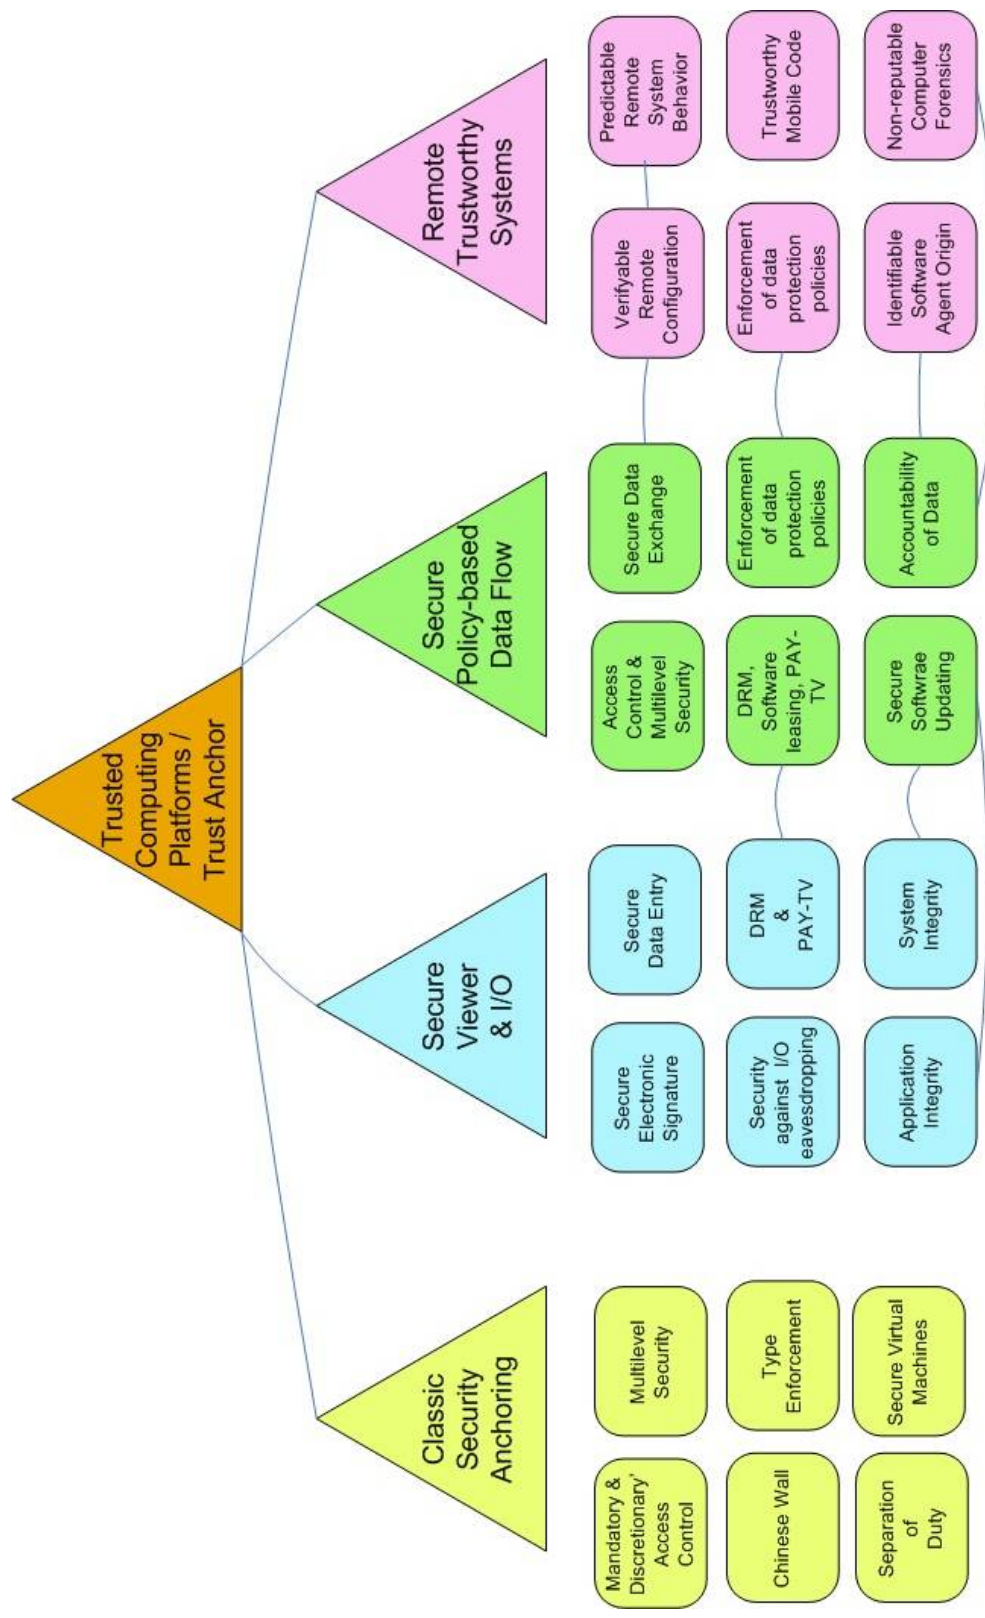 Trusted
Computing
Platforms /
Trust Anchor
Classic
Security
Anchoring
Secure
Viewer
& I/O
Secure
Policy-based
Data Flow
Remote
Trustworthy
Systems
Mandatory &
Discretionary'
Access
Control
Multilevel
Security
Secure
Electronic
Signature
Secure
Data Entry
Access
Control &
Multilevel
Security
Secure Data
Exchange
Verifyable
Remote
Configuration
Predictable
Remote
System
Behavior
Chinese Wall
Type
Enforcement
Security
against I/O
eavesdropping
DRM
&
PAY-TV
DRM,
Software
leasing, PAY-
TV
Enforcement
of data
protection
policies
Enforcement
of data
protection
policies
Trustworthy
Mobile Code
Separation
of
Duty
Secure Virtual
Machines
Application
Integrity
System
Integrity
Secure
Softwrae
Updating
Accountability
of Data
Identifiable
Software
Agent Origin
Non-reputable
Computer
Forensics